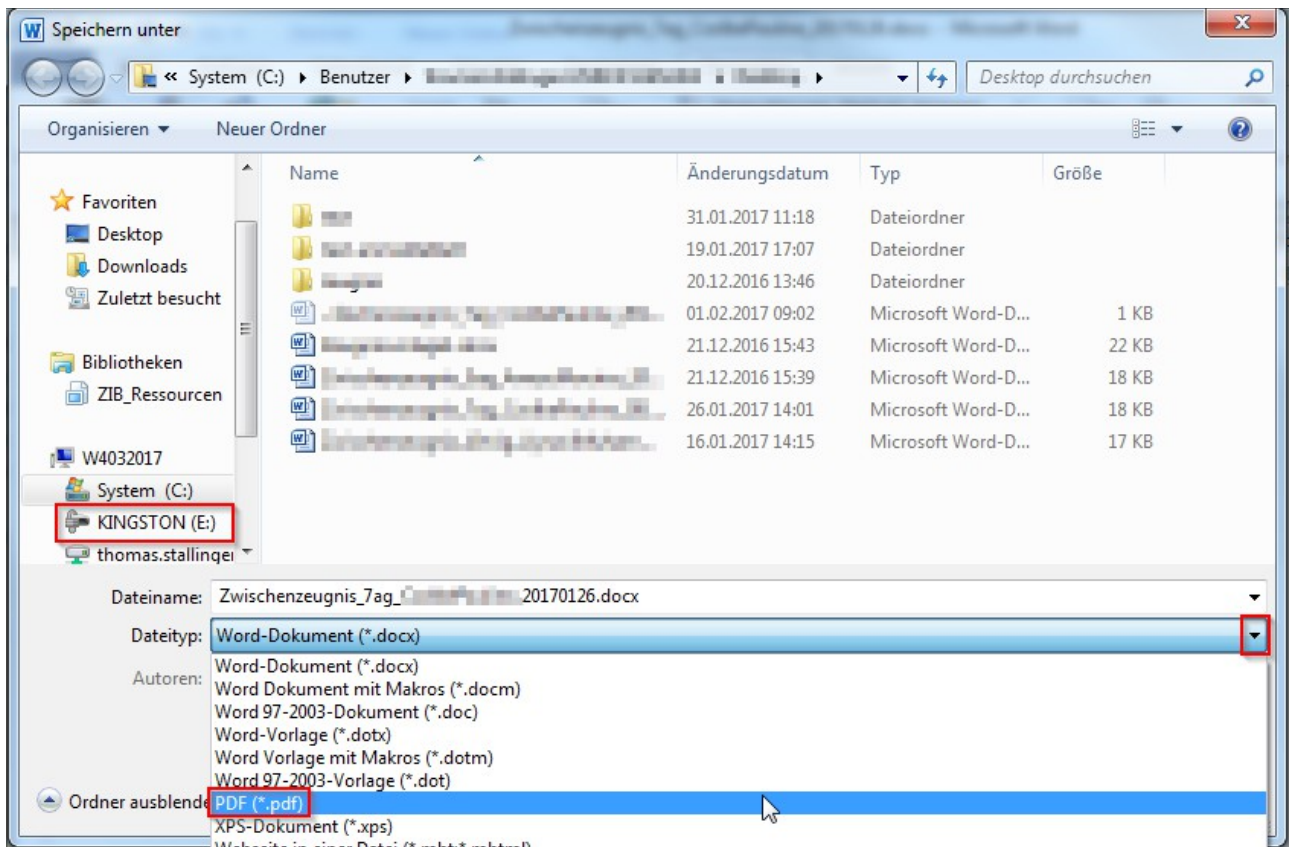 Speichern unter
« System (C:) ▸ Benutzer ▸
Desktop durchsuchen
Organisieren Neuer Ordner
Name Änderungsdatum Typ Größe
31.01.2017 11:18 Dateiordner
19.01.2017 17:07 Dateiordner
20.12.2016 13:46 Dateiordner
01.02.2017 09:02 Microsoft Word-D... 1 KB
21.12.2016 15:43 Microsoft Word-D... 22 KB
21.12.2016 15:39 Microsoft Word-D... 18 KB
26.01.2017 14:01 Microsoft Word-D... 18 KB
16.01.2017 14:15 Microsoft Word-D... 17 KB
Favoriten
Desktop
Downloads
Zuletzt besucht
Bibliotheken
ZIB_Ressourcen
W4032017
System (C:)
KINGSTON (E:)
thomas.stallinger
Dateiname: Zwischenzeugnis_7ag_ 20170126.docx
Dateityp: Word-Dokument (*.docx)
Autoren:
Word-Dokument (*.docx)
Word Dokument mit Makros (*.docm)
Word 97-2003-Dokument (*.doc)
Word-Vorlage (*.dotx)
Word Vorlage mit Makros (*.dotm)
Word 97-2003-Vorlage (*.dot)
Ordner ausblende
PDF (*.pdf)
XPS-Dokument (*.xps)
Webseite in einer Datei (*.mht;*.mhtml)